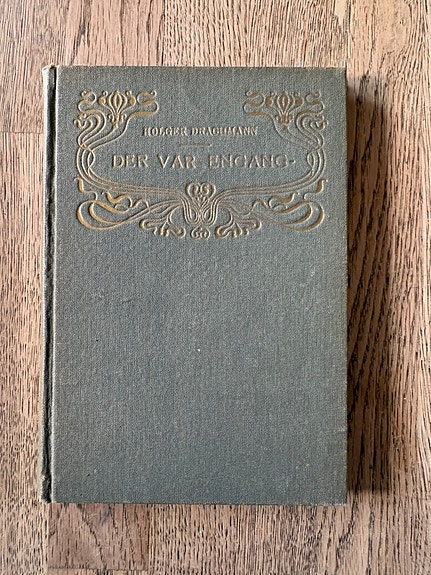 HOLGER DRACHMANN
DER VAR ENGANG-